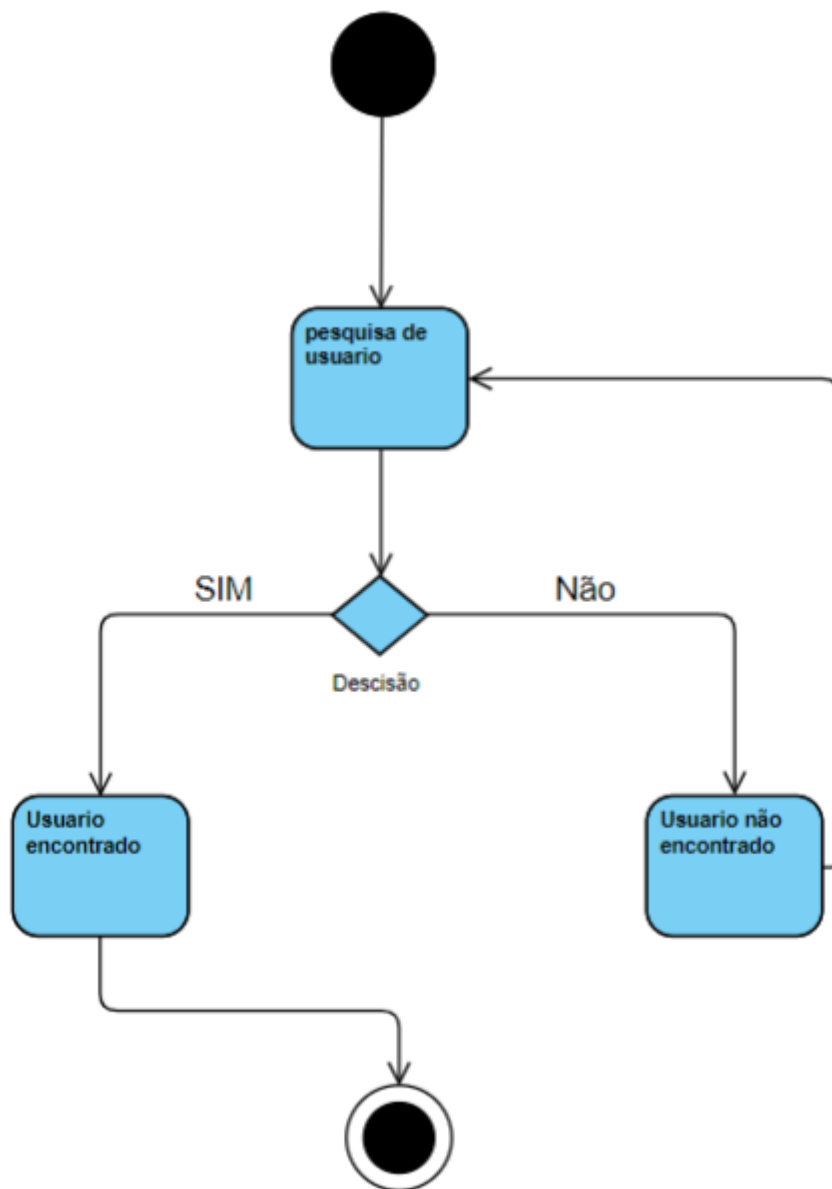 pesquisa de
usuario
SIM
Não
Descisão
Usuario
encontrado
Usuario não
encontrado